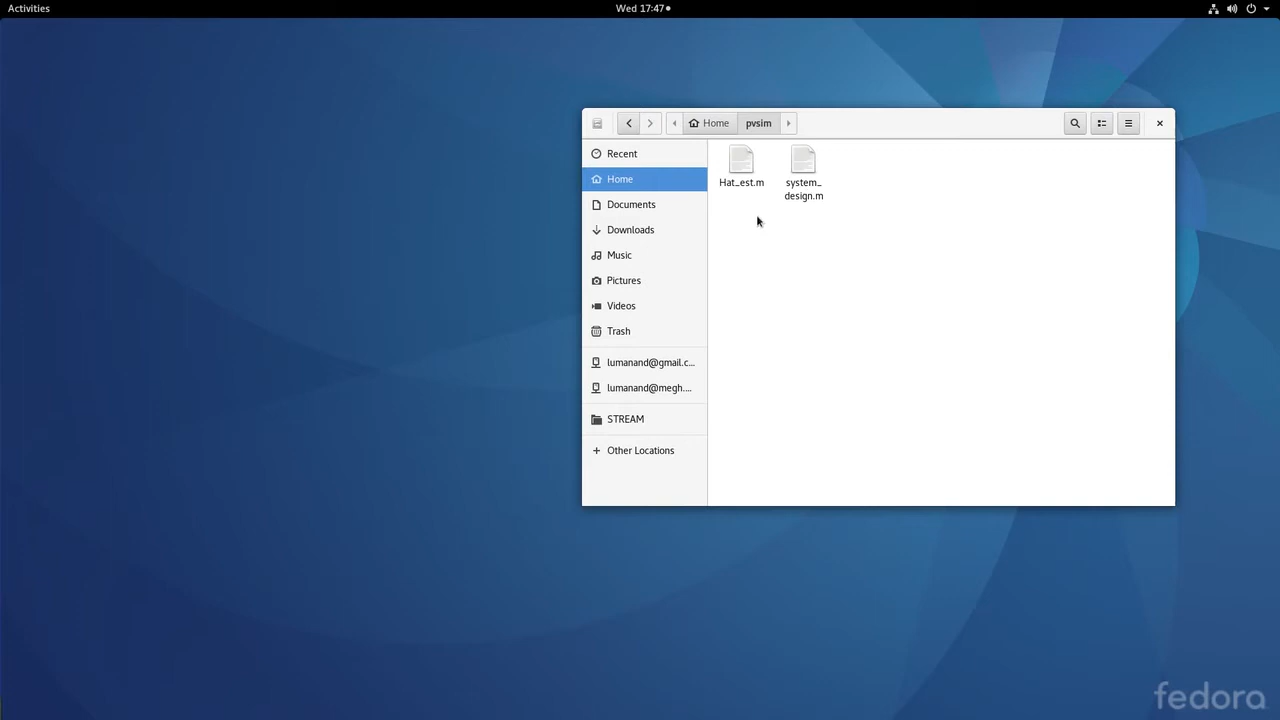 Activities
Wed 17:47
Home
pvsim
Recent
Home
Documents
Downloads
Music
Pictures
Videos
Trash
lumanand@gmail.c...
lumanand@megh....
STREAM
Other Locations
Hat_est.m
system_
design.m
fedora